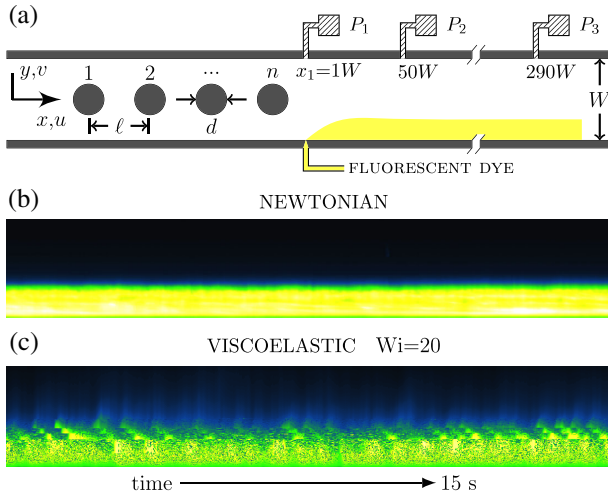 (a)
P₁ P₂ P₃
y,v 1 2 ... n x₁=1W 50W 290W
W
x,u ℓ d
FLUORESCENT DYE
(b) NEWTONIAN
(c) VISCOELASTIC Wi=20
time 15 s